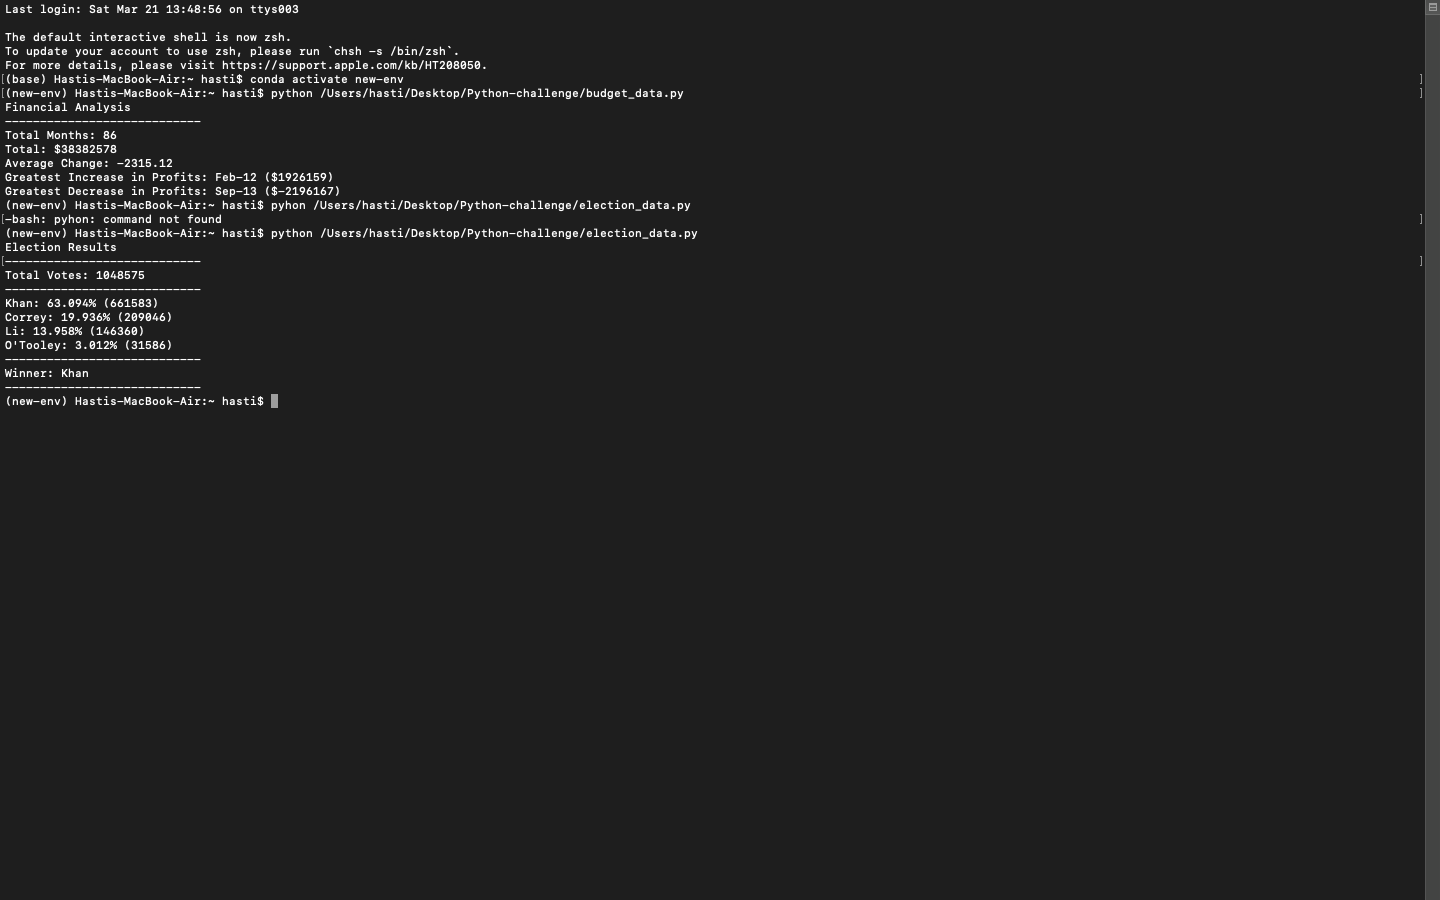 Last login: Sat Mar 21 13:48:56 on ttys003
The default interactive shell is now zsh.
To update your account to use zsh, please run `chsh -s /bin/zsh`.
For more details, please visit https://support.apple.com/kb/HT208050.
[(base) Hastis-MacBook-Air:~ hasti$ conda activate new-env ]
[(new-env) Hastis-MacBook-Air:~ hasti$ python /Users/hasti/Desktop/Python-challenge/budget_data.py ]
Financial Analysis
----------------------------
Total Months: 86
Total: $38382578
Average Change: -2315.12
Greatest Increase in Profits: Feb-12 ($1926159)
Greatest Decrease in Profits: Sep-13 ($-2196167)
(new-env) Hastis-MacBook-Air:~ hasti$ pyhon /Users/hasti/Desktop/Python-challenge/election_data.py
[-bash: pyhon: command not found ]
(new-env) Hastis-MacBook-Air:~ hasti$ python /Users/hasti/Desktop/Python-challenge/election_data.py
Election Results
[---------------------------- ]
Total Votes: 1048575
----------------------------
Khan: 63.094% (661583)
Correy: 19.936% (209046)
Li: 13.958% (146360)
O'Tooley: 3.012% (31586)
----------------------------
Winner: Khan
----------------------------
(new-env) Hastis-MacBook-Air:~ hasti$